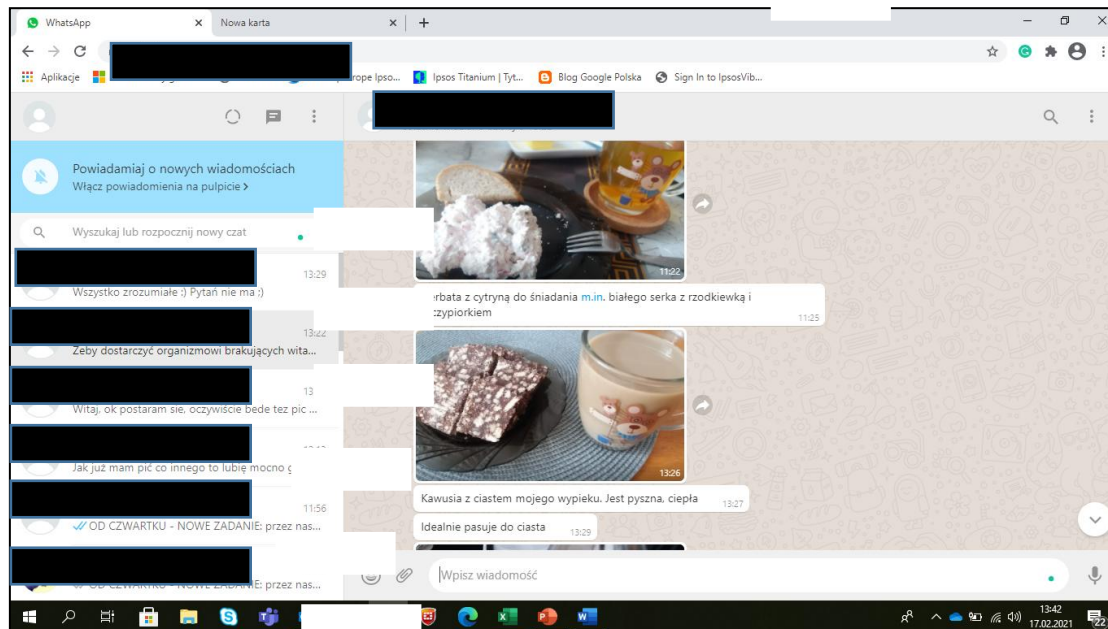 WhatsApp
Nowa karta
Aplikacje
rope Ipso...
Ipsos Titanium | Tyt...
Blog Google Polska
Sign In to IpsosVib...
Powiadamiaj o nowych wiadomościach
Włącz powiadomienia na pulpicie >
Wyszukaj lub rozpocznij nowy czat
13:29
Wszystko zrozumiałe :) Pytań nie ma ;)
13:22
Żeby dostarczyć organizmowi brakujących wita...
13
Witaj, ok postaram sie, oczywiście bede tez pic ...
Jak już mam pić co innego to lubię mocno g
11:56
OD CZWARTKU - NOWE ZADANIE: przez nas...
OD CZWARTKU - NOWE ZADANIE: przez nas...
11:22
erbata z cytryną do śniadania m.in. białego serka z rzodkiewką i
czypiorkiem
11:25
13:26
Kawusia z ciastem mojego wypieku. Jest pyszna, ciepła
13:27
Idealnie pasuje do ciasta
13:29
Wpisz wiadomość
13:42
17.02.2021
22